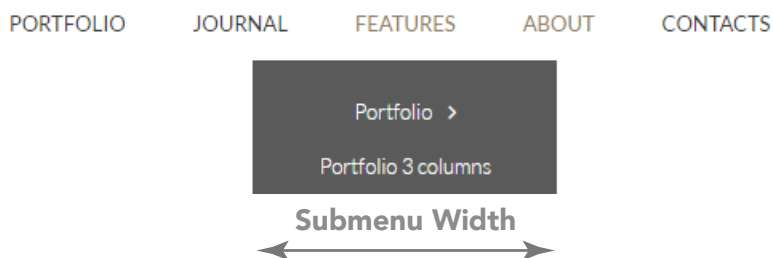 PORTFOLIO JOURNAL FEATURES ABOUT CONTACTS
Portfolio >
Portfolio 3 columns
Submenu Width